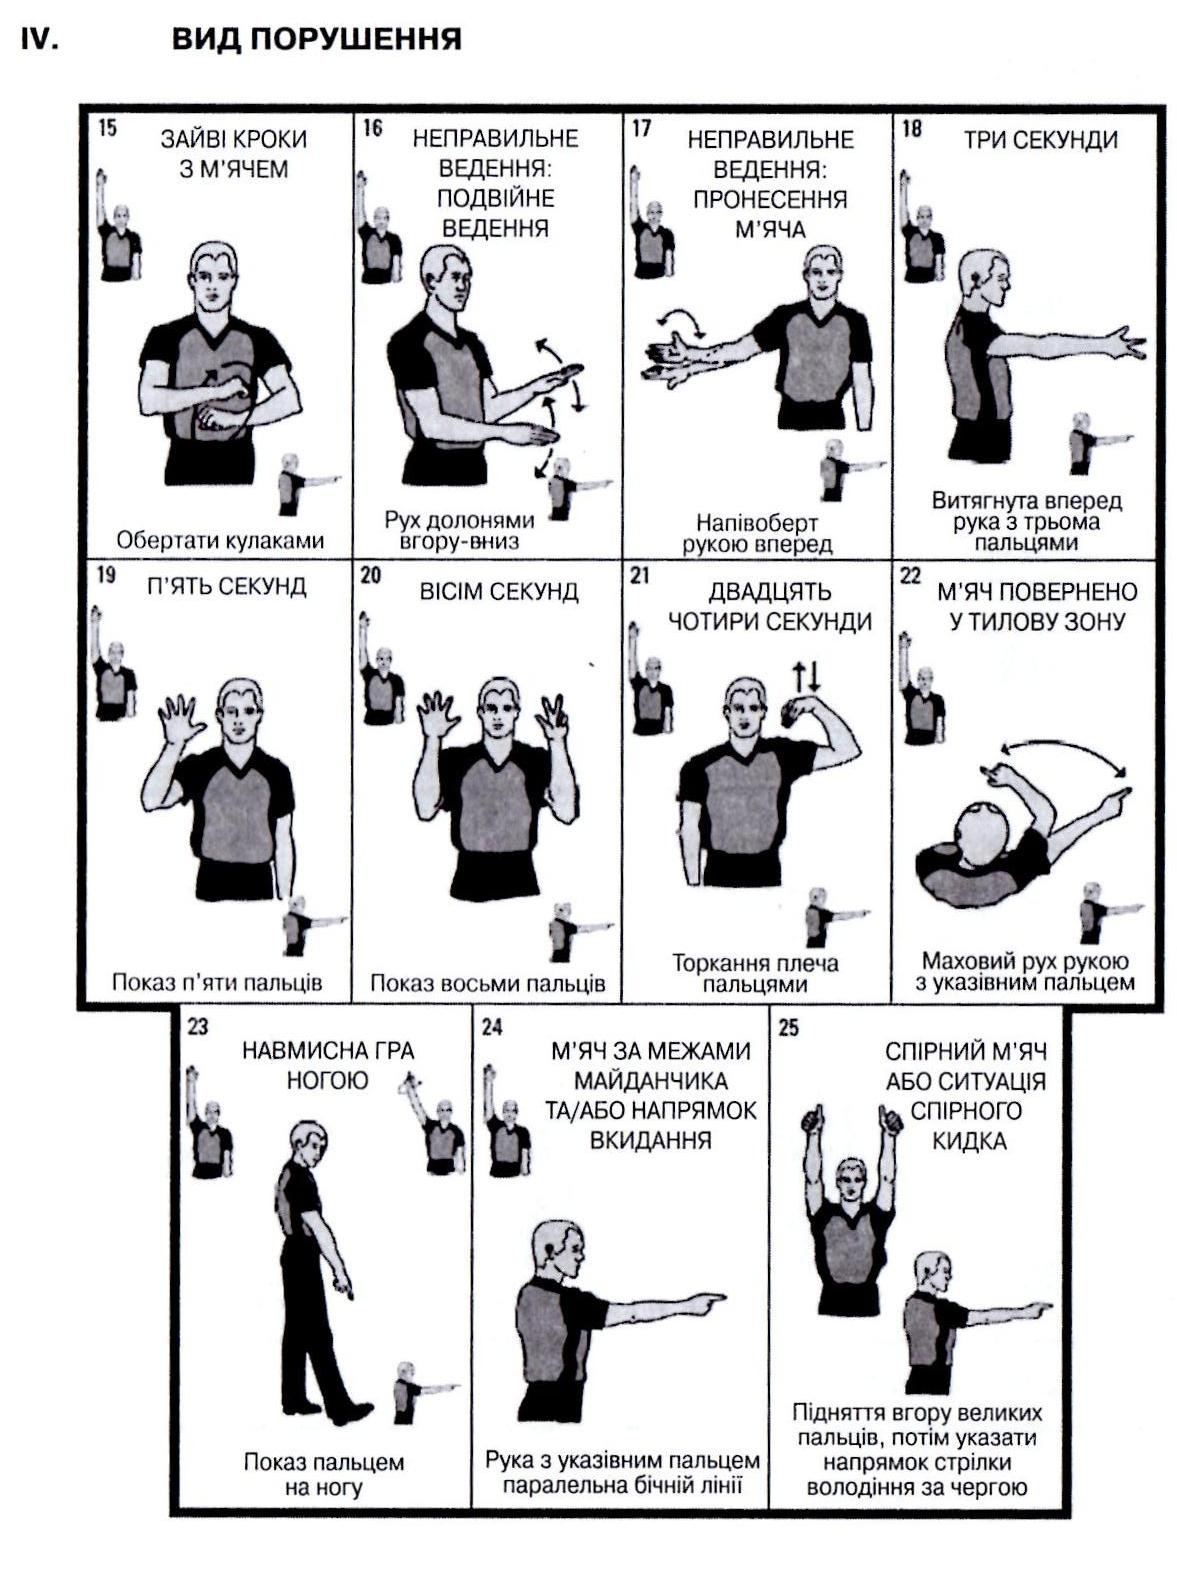 IV. ВИД ПОРУШЕННЯ
15
ЗАЙВІ КРОКИ
З М'ЯЧЕМ
Обертати кулаками
16
НЕПРАВИЛЬНЕ
ВЕДЕННЯ:
ПОДВІЙНЕ
ВЕДЕННЯ
Рух долонями
вгору-вниз
17
НЕПРАВИЛЬНЕ
ВЕДЕННЯ:
ПРОНЕСЕННЯ
М'ЯЧА
Напівоберт
рукою вперед
18
ТРИ СЕКУНДИ
Витягнута вперед
рука з трьома
пальцями
19
П'ЯТЬ СЕКУНД
Показ п'яти пальців
20
ВІСІМ СЕКУНД
Показ восьми пальців
21
ДВАДЦЯТЬ
ЧОТИРИ СЕКУНДИ
Торкання плеча
пальцями
22
М'ЯЧ ПОВЕРНЕНО
У ТИЛОВУ ЗОНУ
Маховий рух рукою
з указівним пальцем
23
НАВМИСНА ГРА
НОГОЮ
Показ пальцем
на ногу
24
М'ЯЧ ЗА МЕЖАМИ
МАЙДАНЧИКА
ТА/АБО НАПРЯМОК
ВКИДАННЯ
Рука з указівним пальцем
паралельна бічній лінії
25
СПІРНИЙ М'ЯЧ
АБО СИТУАЦІЯ
СПІРНОГО
КИДКА
Підняття вгору великих
пальців, потім указати
напрямок стрілки
володіння за чергою